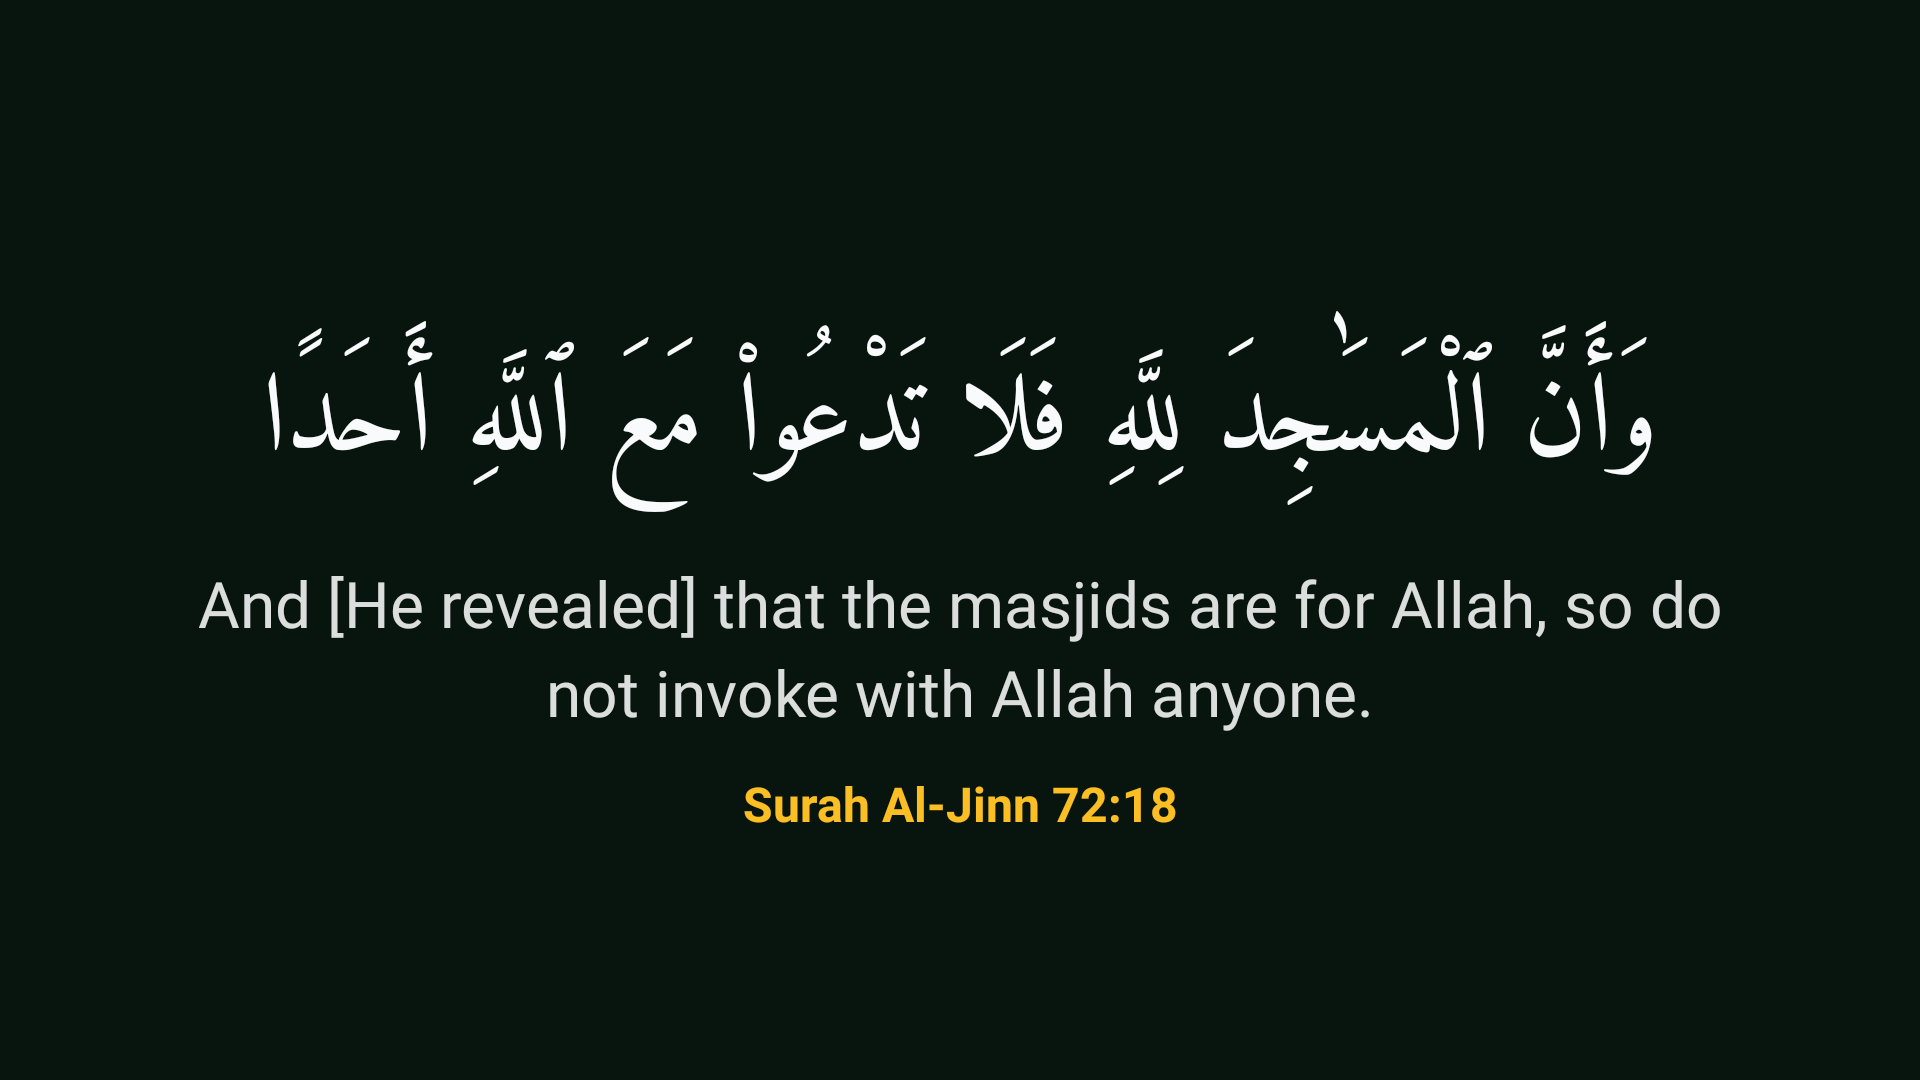 وَأَنَّ ٱلْمَسَٰجِدَ لِلَّهِ فَلَا تَدْعُوا۟ مَعَ ٱللَّهِ أَحَدًا
And [He revealed] that the masjids are for Allah, so do
not invoke with Allah anyone.
Surah Al-Jinn 72:18